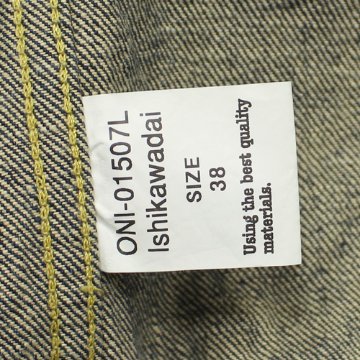 ONI-01507L
Ishikawadai
SIZE
38
Using the best quality
materials.